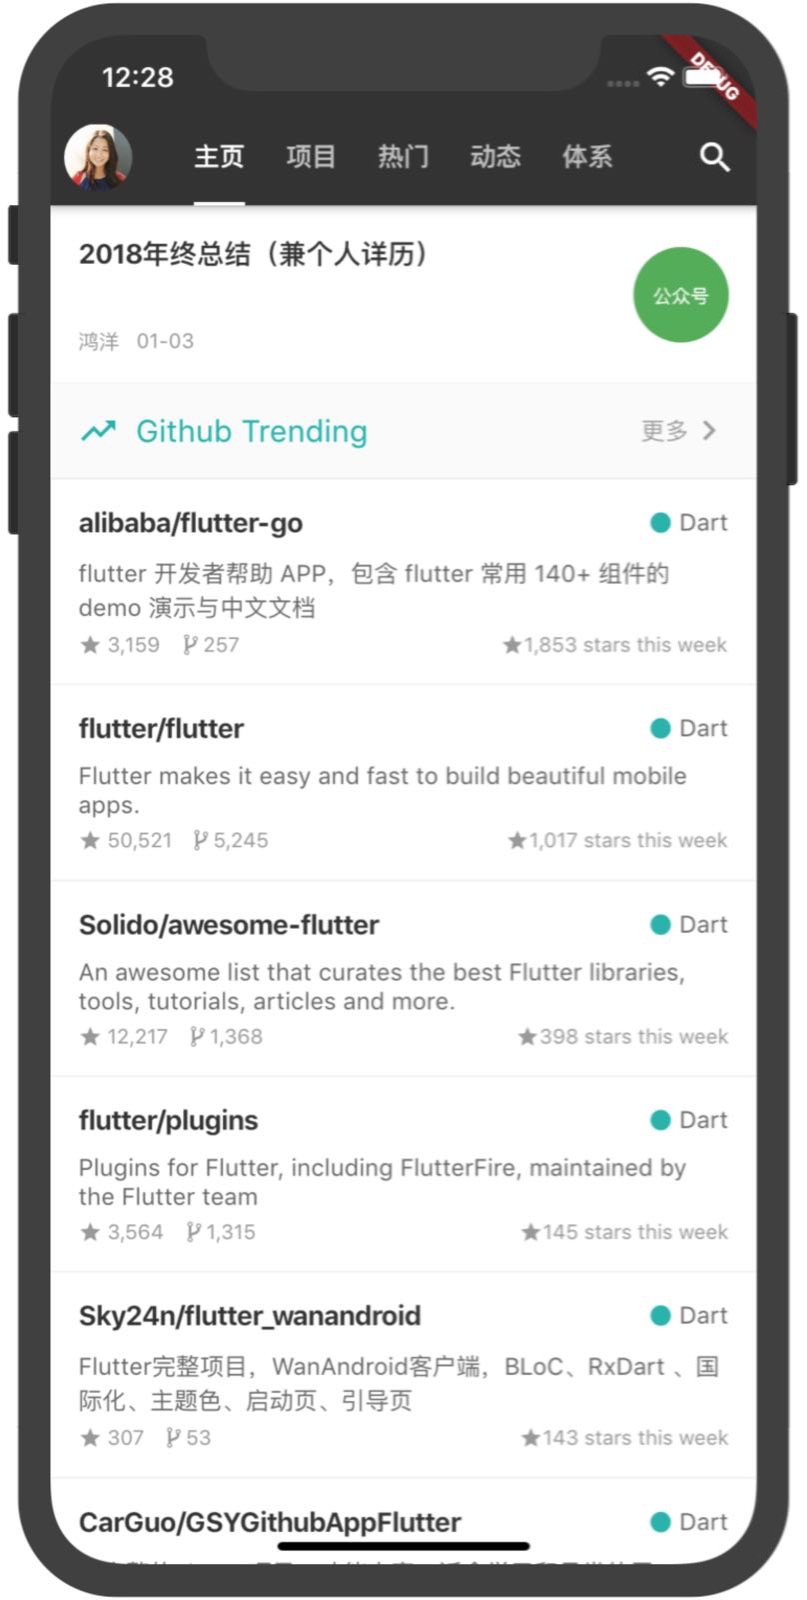 12:28
DEBUG
主页 项目 热门 动态 体系
2018年终总结（兼个人详历）
公众号
鸿洋 01-03
Github Trending 更多
alibaba/flutter-go Dart
flutter 开发者帮助 APP，包含 flutter 常用 140+ 组件的
demo 演示与中文文档
3,159 257 1,853 stars this week
flutter/flutter Dart
Flutter makes it easy and fast to build beautiful mobile
apps.
50,521 5,245 1,017 stars this week
Solido/awesome-flutter Dart
An awesome list that curates the best Flutter libraries,
tools, tutorials, articles and more.
12,217 1,368 398 stars this week
flutter/plugins Dart
Plugins for Flutter, including FlutterFire, maintained by
the Flutter team
3,564 1,315 145 stars this week
Sky24n/flutter_wanandroid Dart
Flutter完整项目，WanAndroid客户端，BLoC、RxDart 、国
际化、主题色、启动页、引导页
307 53 143 stars this week
CarGuo/GSYGithubAppFlutter Dart